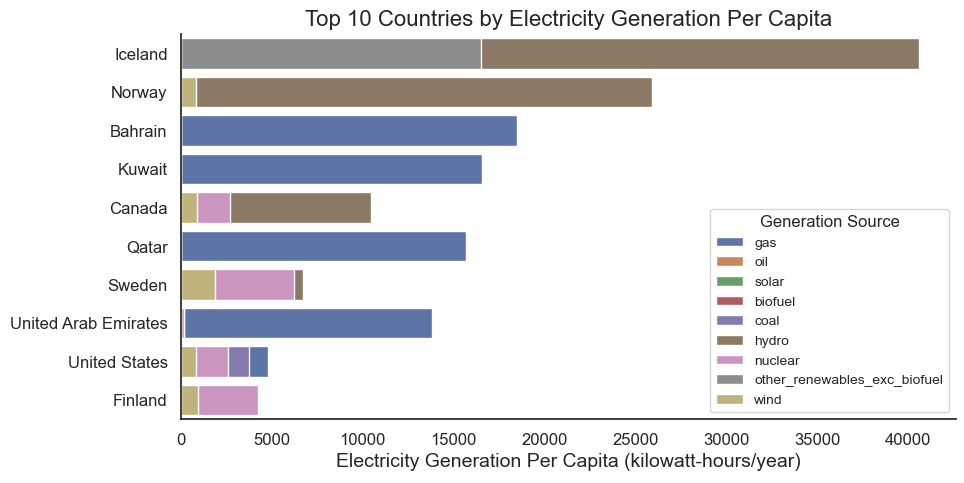 Top 10 Countries by Electricity Generation Per Capita
Iceland
Norway
Bahrain
Kuwait
Canada
Qatar
Sweden
United Arab Emirates
United States
Finland
Generation Source
gas
oil
solar
biofuel
coal
hydro
nuclear
other_renewables_exc_biofuel
wind
0 5000 10000 15000 20000 25000 30000 35000 40000
Electricity Generation Per Capita (kilowatt-hours/year)